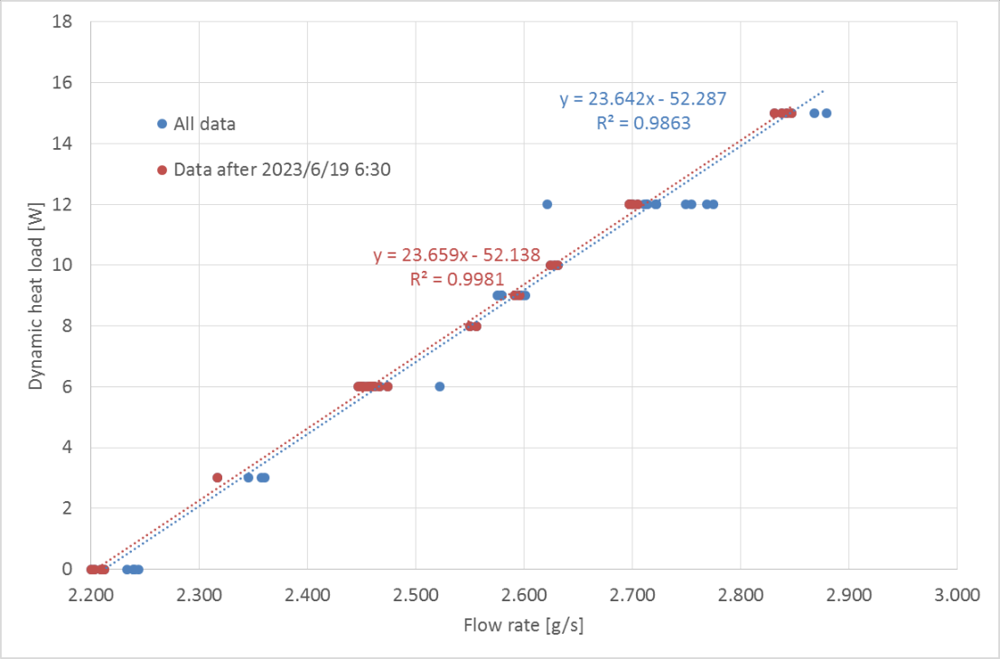 18
16
14
12
10
8
6
4
2
0
Dynamic heat load [W]
y = 23.642x - 52.287
R² = 0.9863
All data
Data after 2023/6/19 6:30
y = 23.659x - 52.138
R² = 0.9981
2.200 2.300 2.400 2.500 2.600 2.700 2.800 2.900 3.000
Flow rate [g/s]